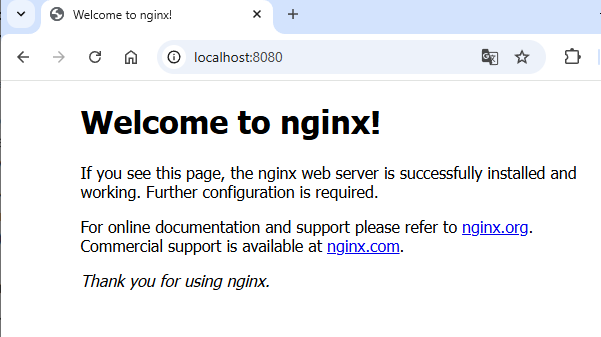 Welcome to nginx!
localhost:8080
Welcome to nginx!
If you see this page, the nginx web server is successfully installed and
working. Further configuration is required.
For online documentation and support please refer to nginx.org.
Commercial support is available at nginx.com.
Thank you for using nginx.